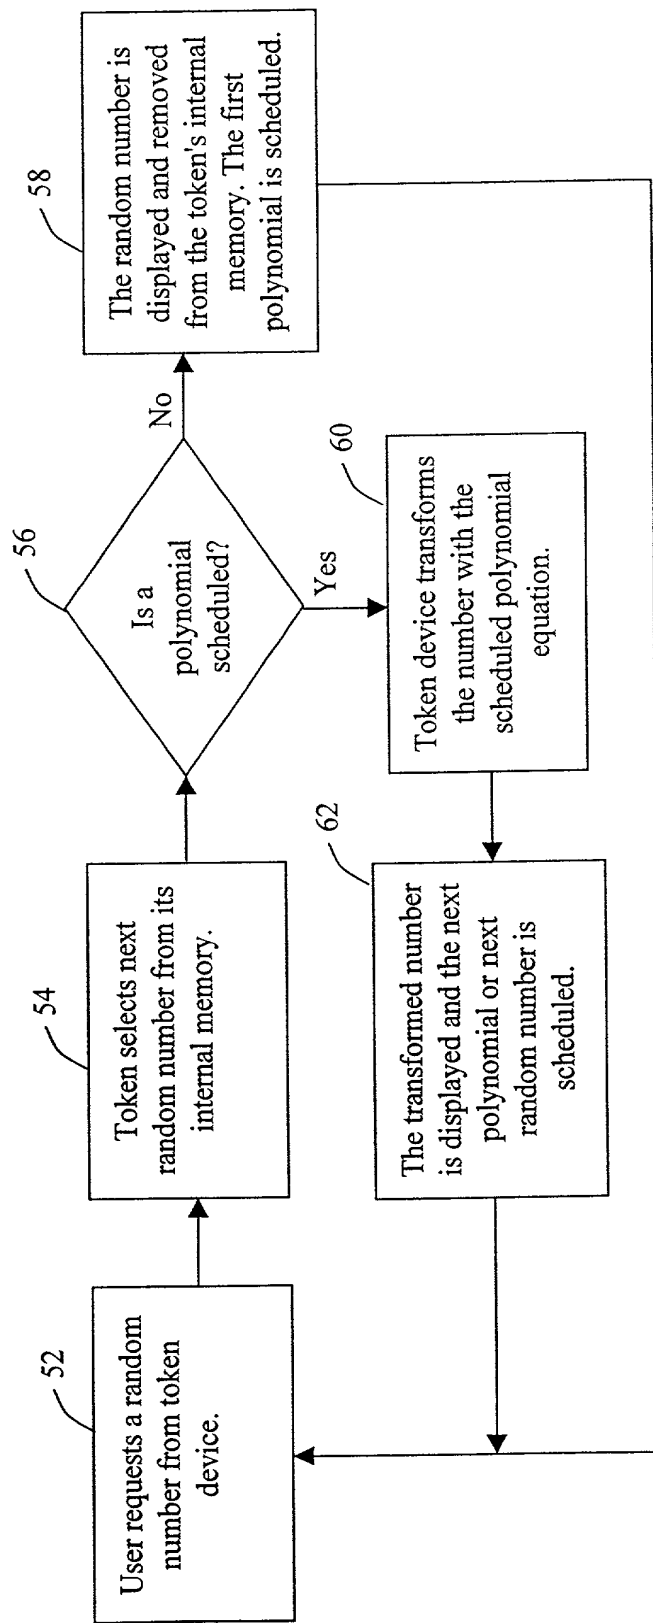 52
User requests a random
number from token
device.
54
Token selects next
random number from its
internal memory.
56
Is a
polynomial
scheduled?
No
58
The random number is
displayed and removed
from the token's internal
memory. The first
polynomial is scheduled.
Yes
60
Token device transforms
the number with the
scheduled polynomial
equation.
62
The transformed number
is displayed and the next
polynomial or next
random number is
scheduled.